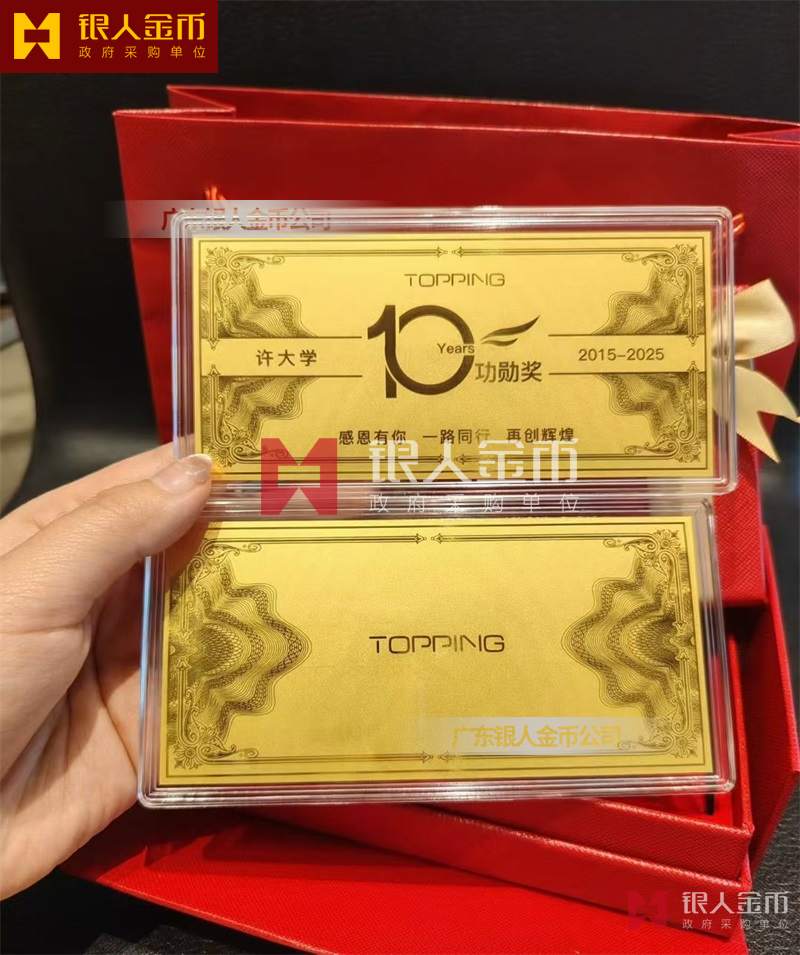 银人金币
政府采购单位
广东银人金币公司
TOPPING
许大学
10
Years
功勋奖
2015-2025
感恩有你 一路同行 再创辉煌
银人金币
政府采购单位
TOPPING
广东银人金币公司
银人金币
政府采购单位